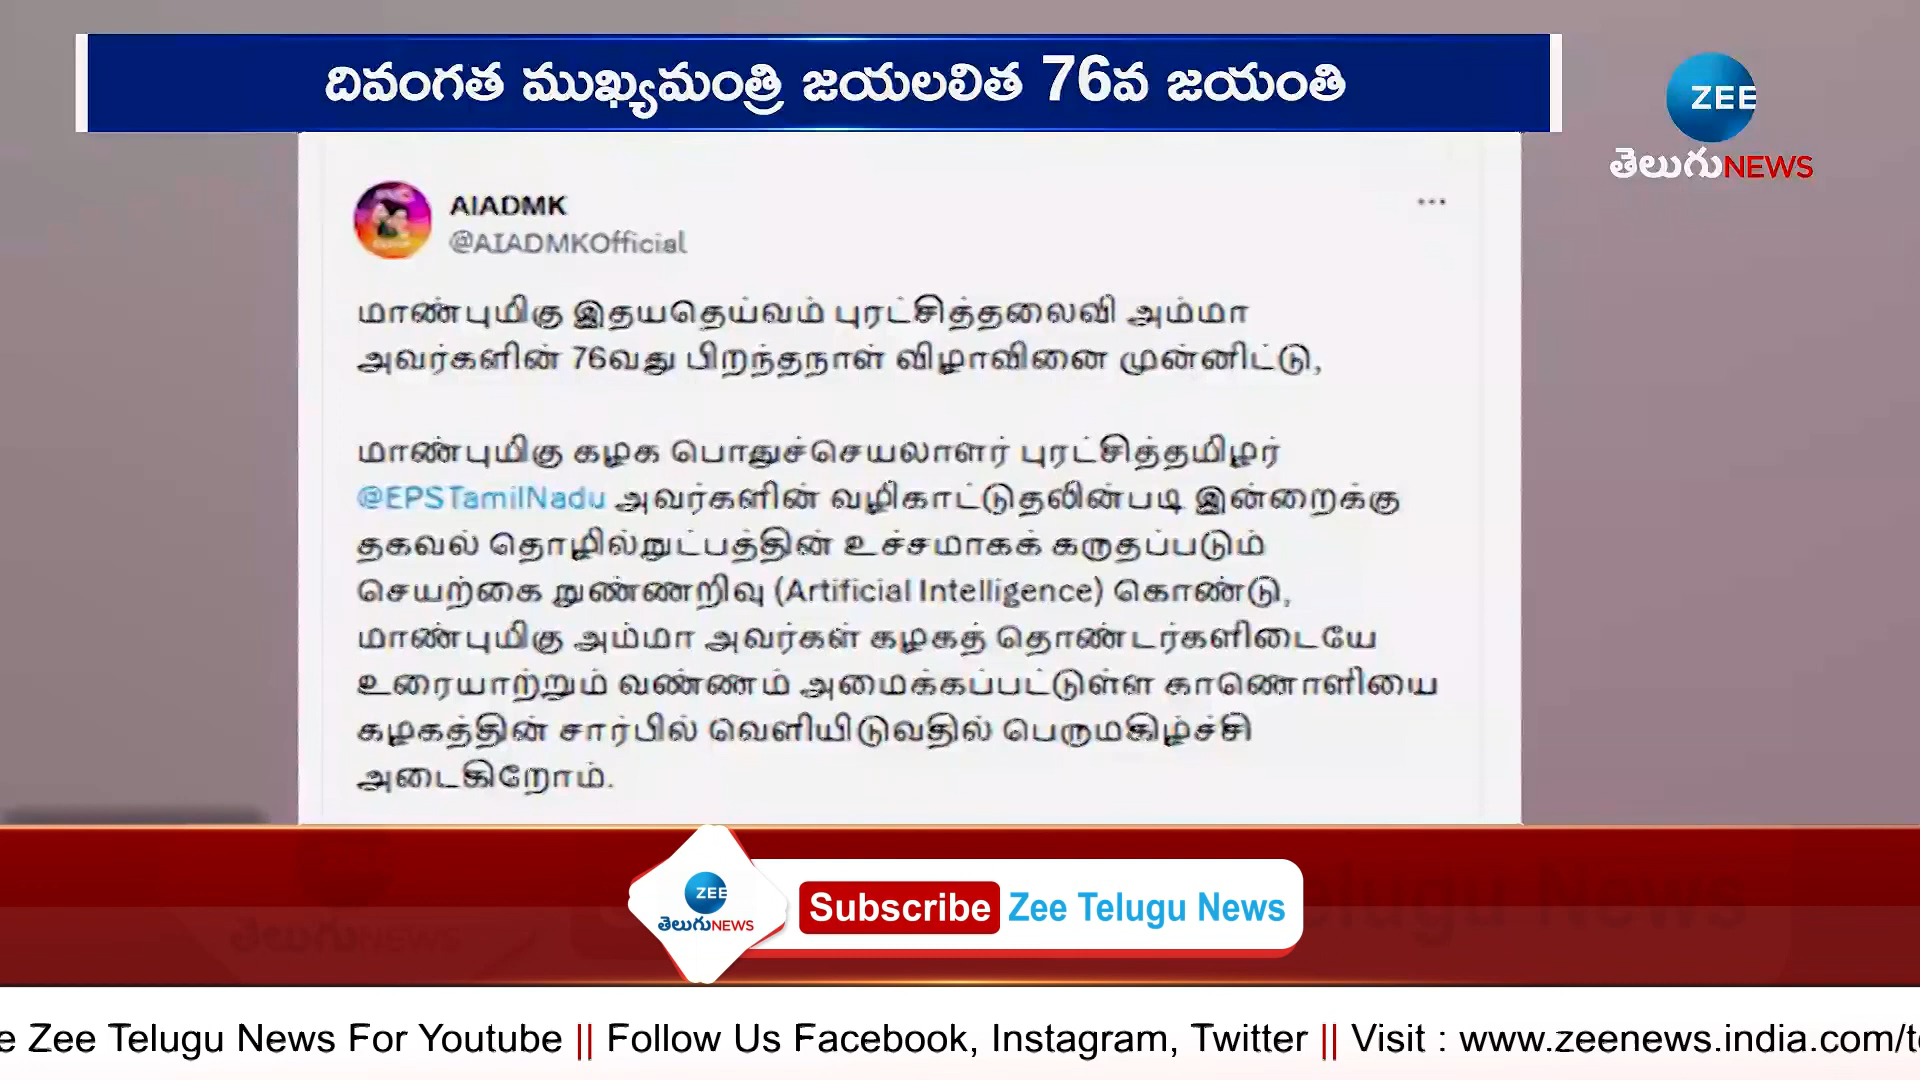 దివంగత ముఖ్యమంత్రి జయలలిత 76వ జయంతి
ZEE
తెలుగుNEWS
AIADMK
@AIADMKOfficial
மாண்புமிகு இதயதெய்வம் புரட்சித்தலைவி அம்மா
அவர்களின் 76வது பிறந்தநாள் விழாவினை முன்னிட்டு,
மாண்புமிகு கழக பொதுச்செயலாளர் புரட்சித்தமிழர்
@EPSTamilNadu அவர்களின் வழிகாட்டுதலின்படி இன்றைக்கு
தகவல் தொழில்நுட்பத்தின் உச்சமாகக் கருதப்படும்
செயற்கை நுண்ணறிவு (Artificial Intelligence) கொண்டு,
மாண்புமிகு அம்மா அவர்கள் கழகத் தொண்டர்களிடையே
உரையாற்றும் வண்ணம் அமைக்கப்பட்டுள்ள காணொளியை
கழகத்தின் சார்பில் வெளியிடுவதில் பெருமகிழ்ச்சி
அடைகிறோம்.
ZEE
తెలుగుNEWS
Subscribe Zee Telugu News
e Zee Telugu News For Youtube || Follow Us Facebook, Instagram, Twitter || Visit : www.zeenews.india.com/te